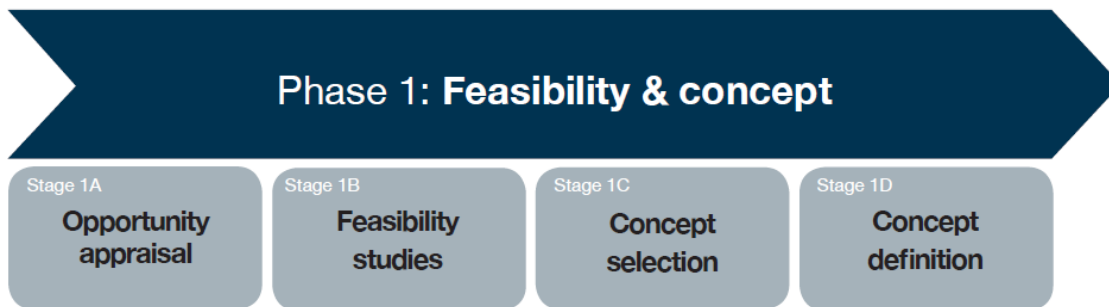 Phase 1: Feasibility & concept
Stage 1A
Opportunity
appraisal
Stage 1B
Feasibility
studies
Stage 1C
Concept
selection
Stage 1D
Concept
definition